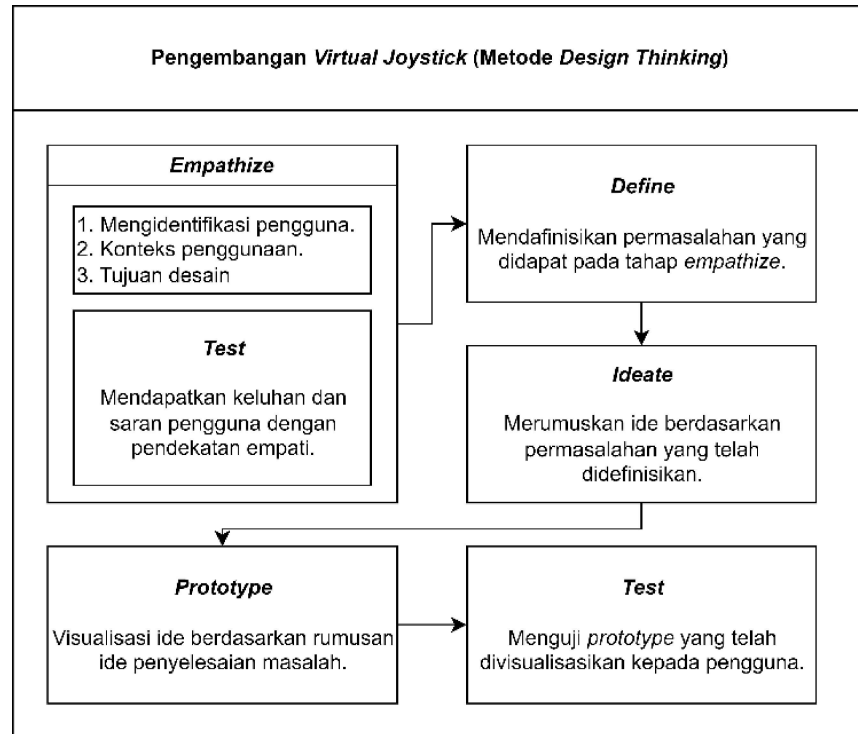 Pengembangan Virtual Joystick (Metode Design Thinking)
Empathize
1. Mengidentifikasi pengguna.
2. Konteks penggunaan.
3. Tujuan desain
Test
Mendapatkan keluhan dan
saran pengguna dengan
pendekatan empati.
Define
Mendafinisikan permasalahan yang
didapat pada tahap empathize.
Ideate
Merumuskan ide berdasarkan
permasalahan yang telah
didefinisikan.
Prototype
Visualisasi ide berdasarkan rumusan
ide penyelesaian masalah.
Test
Menguji prototype yang telah
divisualisasikan kepada pengguna.